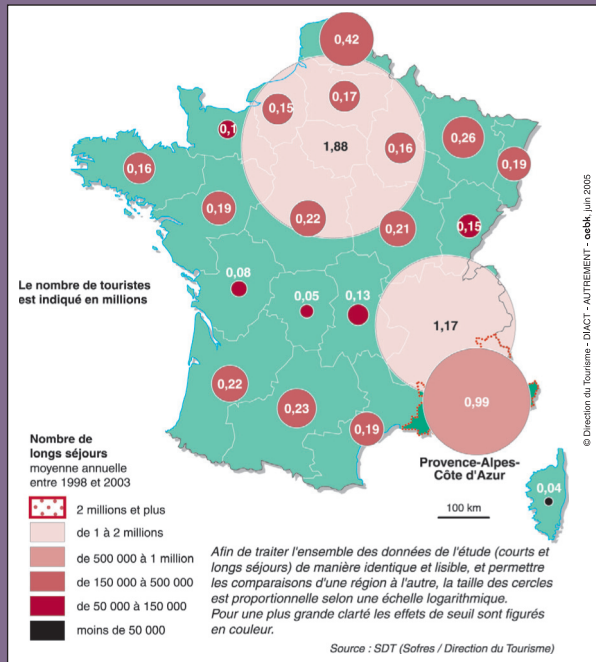 0,42
0,15
0,17
0,1
1,88
0,16
0,26
0,19
0,16
0,19
0,22
0,21
0,15
0,08
0,05
0,13
1,17
Le nombre de touristes
est indiqué en millions
0,22
0,23
0,19
0,99
Provence-Alpes-
Côte d'Azur
100 km
0,04
© Direction du Tourisme - DIACT - AUTREMENT - oebk, juin 2005
Nombre de
longs séjours
moyenne annuelle
entre 1998 et 2003
2 millions et plus
de 1 à 2 millions
de 500 000 à 1 million
de 150 000 à 500 000
de 50 000 à 150 000
moins de 50 000
Afin de traiter l'ensemble des données de l'étude (courts et
longs séjours) de manière identique et lisible, et permettre
les comparaisons d'une région à l'autre, la taille des cercles
est proportionnelle selon une échelle logarithmique.
Pour une plus grande clarté les effets de seuil sont figurés
en couleur.
Source : SDT (Sofres / Direction du Tourisme)